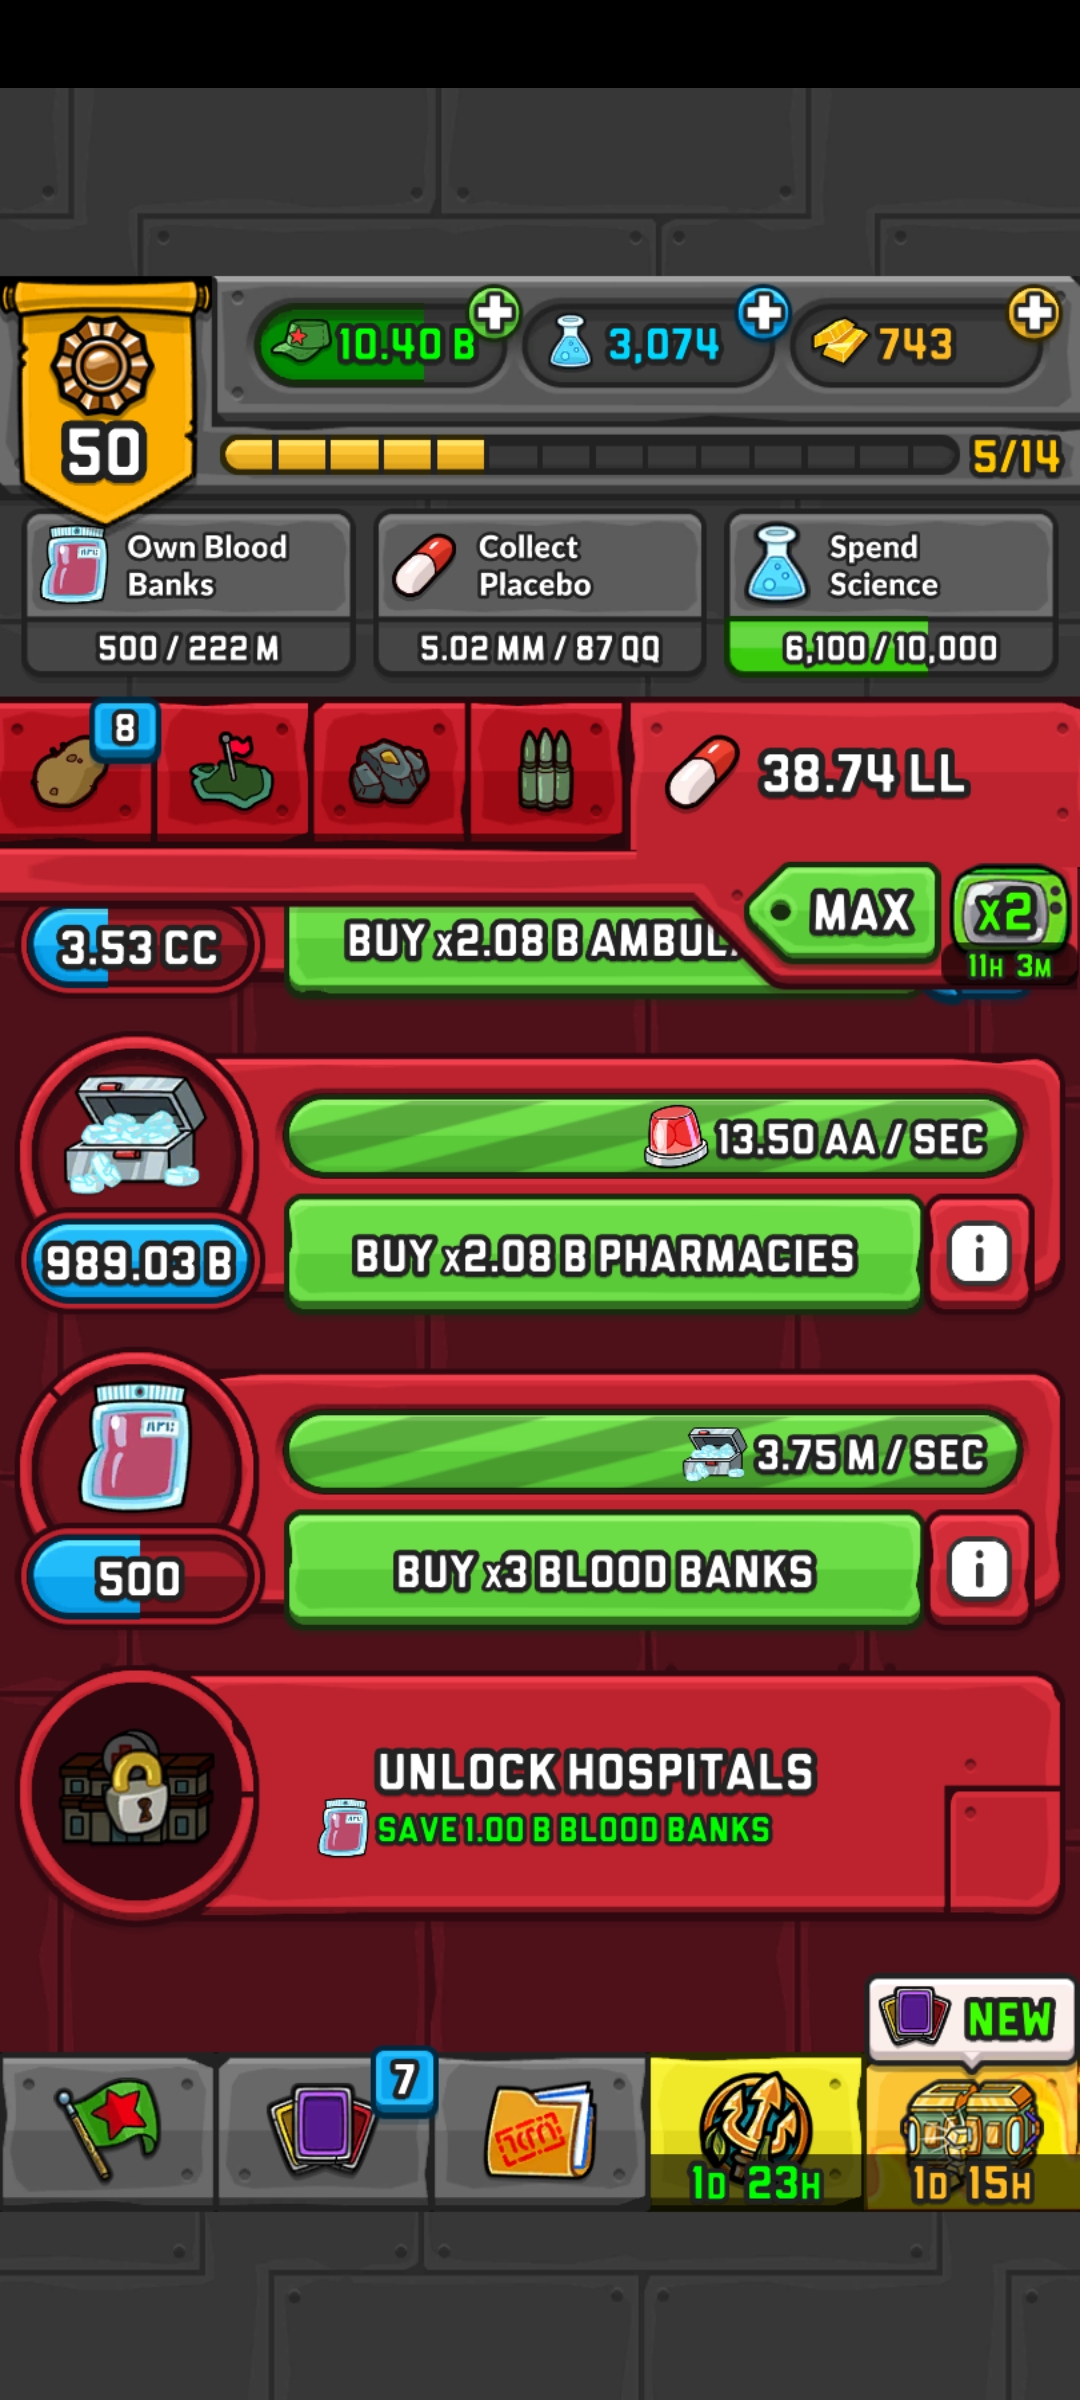 10.40 B
3,074
743
50
5/14
Own Blood
Banks
500 / 222 M
Collect
Placebo
5.02 MM / 87 QQ
Spend
Science
6,100 / 10,000
8
38.74 LL
MAX
x2
11H 3M
3.53 CC
BUY x2.08 B AMBUL
13.50 AA / SEC
989.03 B
BUY x2.08 B PHARMACIES
i
3.75 M / SEC
500
BUY x3 BLOOD BANKS
i
UNLOCK HOSPITALS
SAVE 1.00 B BLOOD BANKS
NEW
7
1D 23H
1D 15H